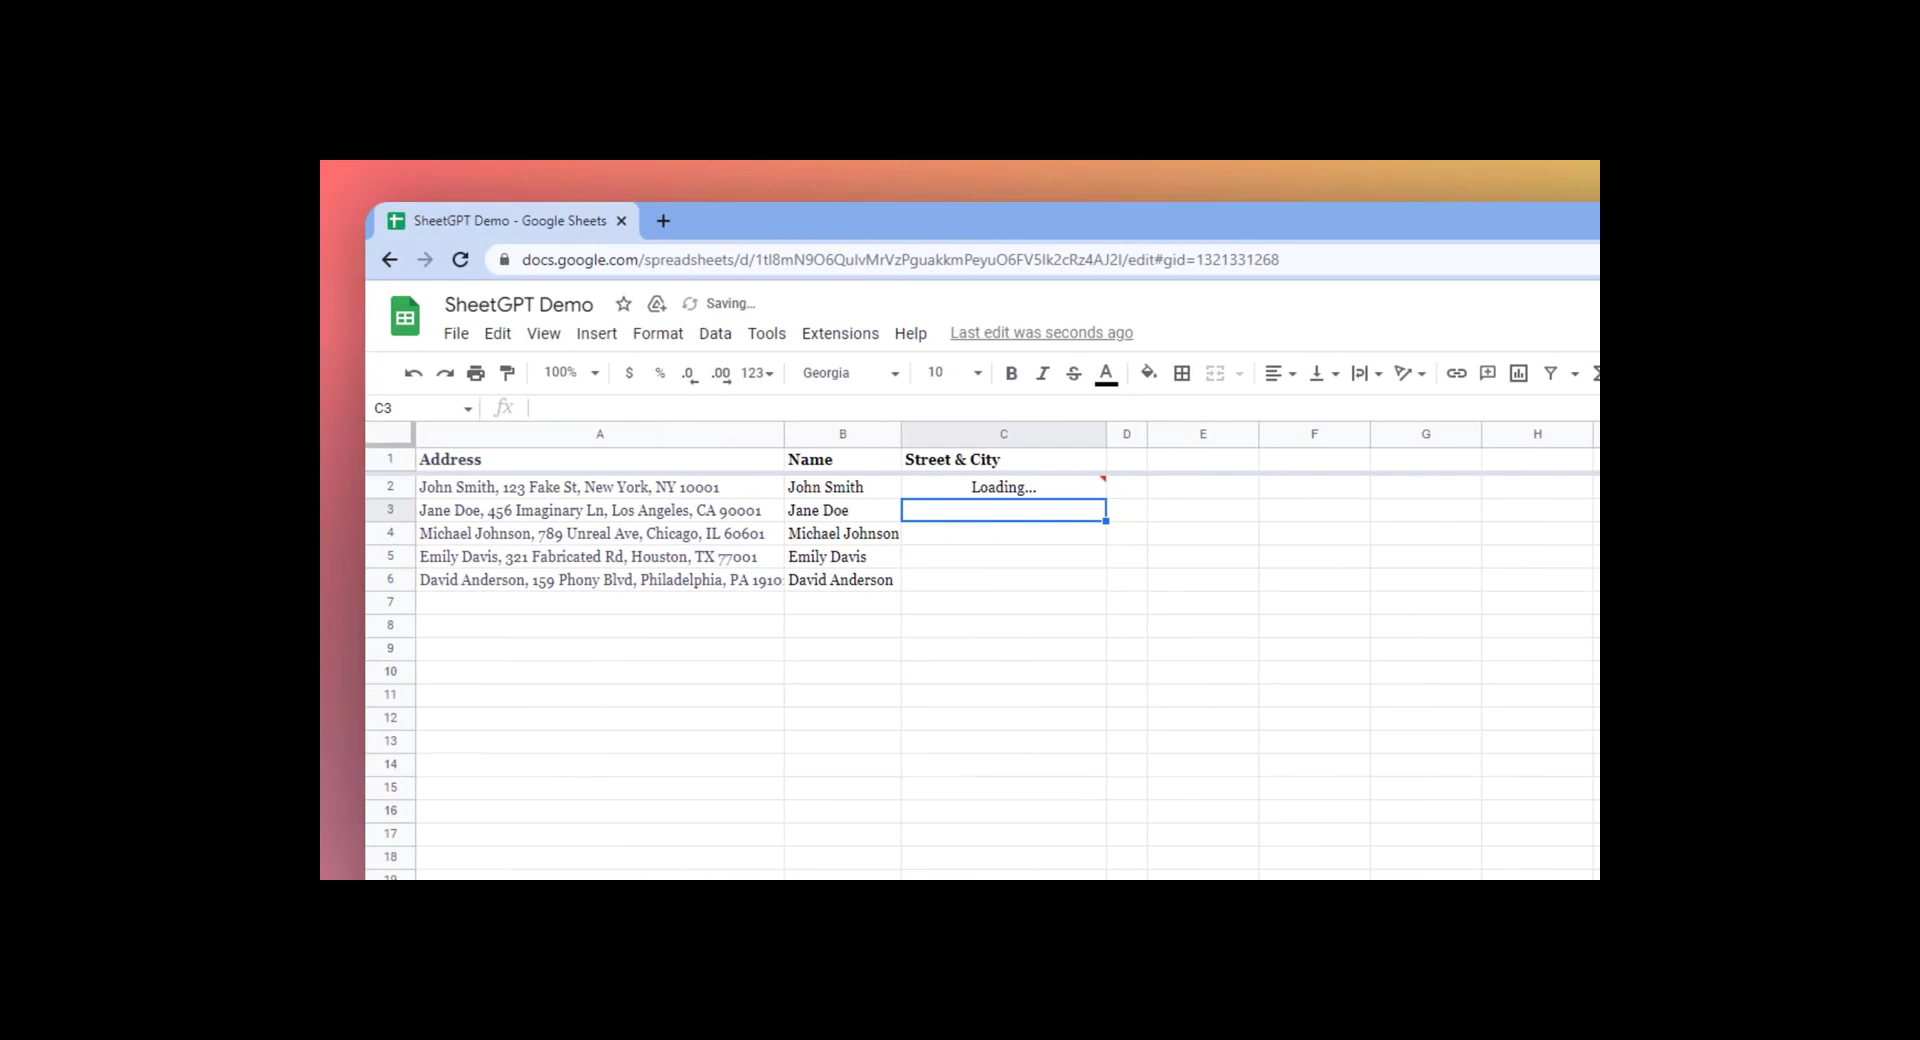 SheetGPT Demo - Google Sheets
docs.google.com/spreadsheets/d/1tl8mN9O6QulvMrVzPguakkmPeyuO6FV5lk2cRz4AJ2l/edit#gid=1321331268
SheetGPT Demo Saving...
File Edit View Insert Format Data Tools Extensions Help Last edit was seconds ago
100% $ % .0 .00 123 Georgia 10 B I S A
C3 fx
A B C D E F G H
1 Address Name Street & City
2 John Smith, 123 Fake St, New York, NY 10001 John Smith Loading...
3 Jane Doe, 456 Imaginary Ln, Los Angeles, CA 90001 Jane Doe
4 Michael Johnson, 789 Unreal Ave, Chicago, IL 60601 Michael Johnson
5 Emily Davis, 321 Fabricated Rd, Houston, TX 77001 Emily Davis
6 David Anderson, 159 Phony Blvd, Philadelphia, PA 1910 David Anderson
7
8
9
10
11
12
13
14
15
16
17
18